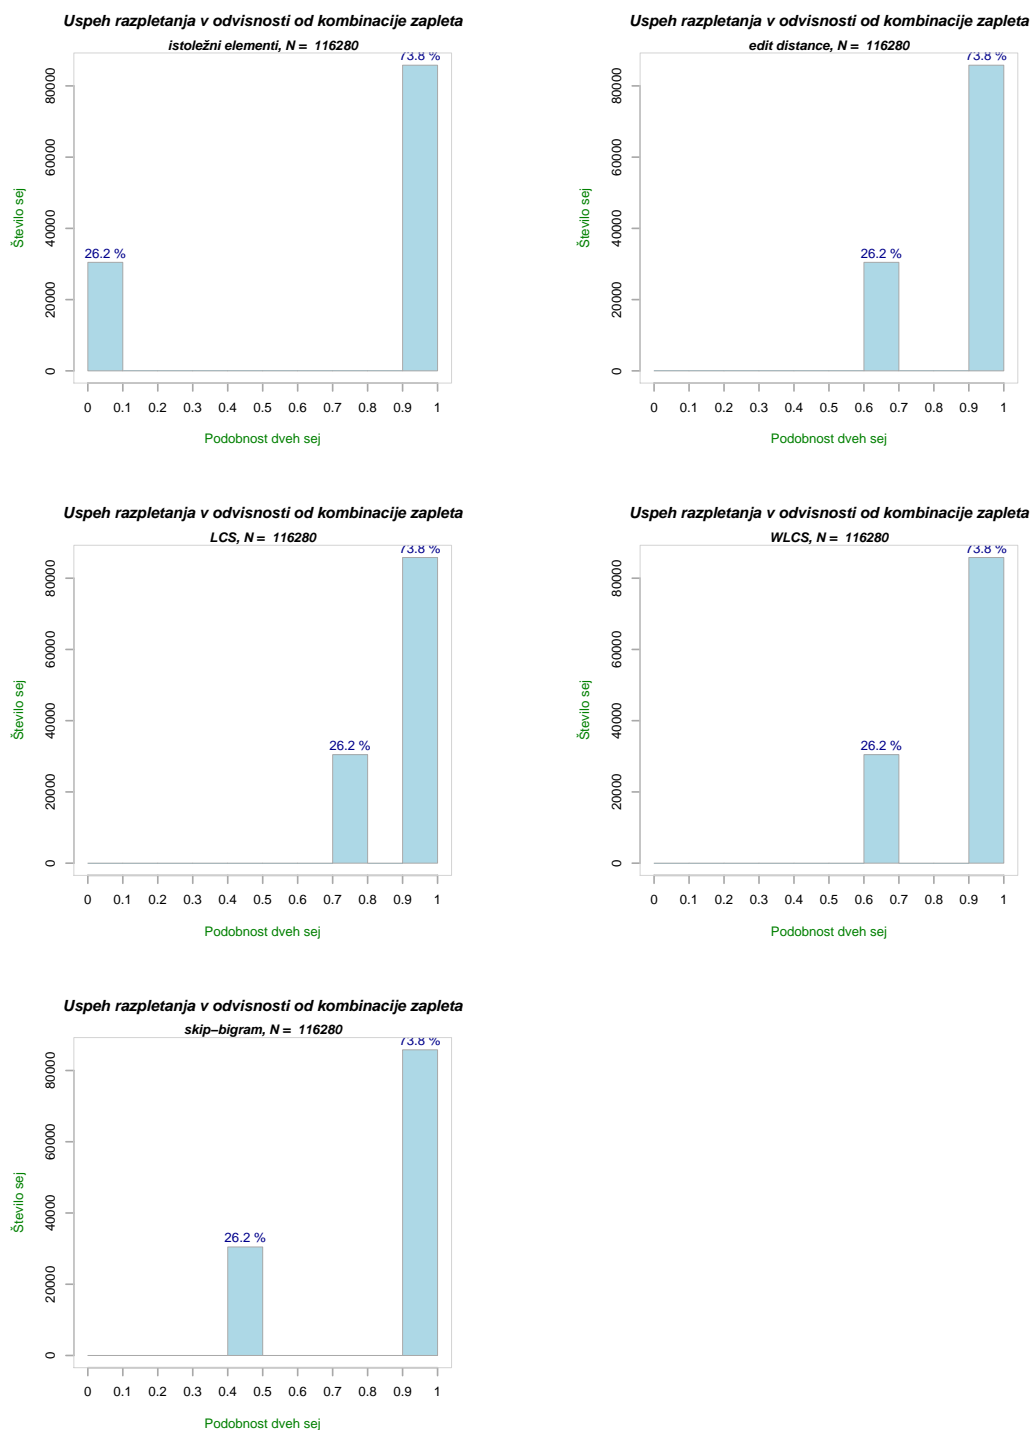 Uspeh razpletanja v odvisnosti od kombinacije zapleta
istoležni elementi, N = 116280
73.8 %
26.2 %
Število sej
0
20000
40000
60000
80000
0 0.1 0.2 0.3 0.4 0.5 0.6 0.7 0.8 0.9 1
Podobnost dveh sej
Uspeh razpletanja v odvisnosti od kombinacije zapleta
edit distance, N = 116280
73.8 %
26.2 %
Število sej
0
20000
40000
60000
80000
0 0.1 0.2 0.3 0.4 0.5 0.6 0.7 0.8 0.9 1
Podobnost dveh sej
Uspeh razpletanja v odvisnosti od kombinacije zapleta
LCS, N = 116280
73.8 %
26.2 %
Število sej
0
20000
40000
60000
80000
0 0.1 0.2 0.3 0.4 0.5 0.6 0.7 0.8 0.9 1
Podobnost dveh sej
Uspeh razpletanja v odvisnosti od kombinacije zapleta
WLCS, N = 116280
73.8 %
26.2 %
Število sej
0
20000
40000
60000
80000
0 0.1 0.2 0.3 0.4 0.5 0.6 0.7 0.8 0.9 1
Podobnost dveh sej
Uspeh razpletanja v odvisnosti od kombinacije zapleta
skip−bigram, N = 116280
73.8 %
26.2 %
Število sej
0
20000
40000
60000
80000
0 0.1 0.2 0.3 0.4 0.5 0.6 0.7 0.8 0.9 1
Podobnost dveh sej